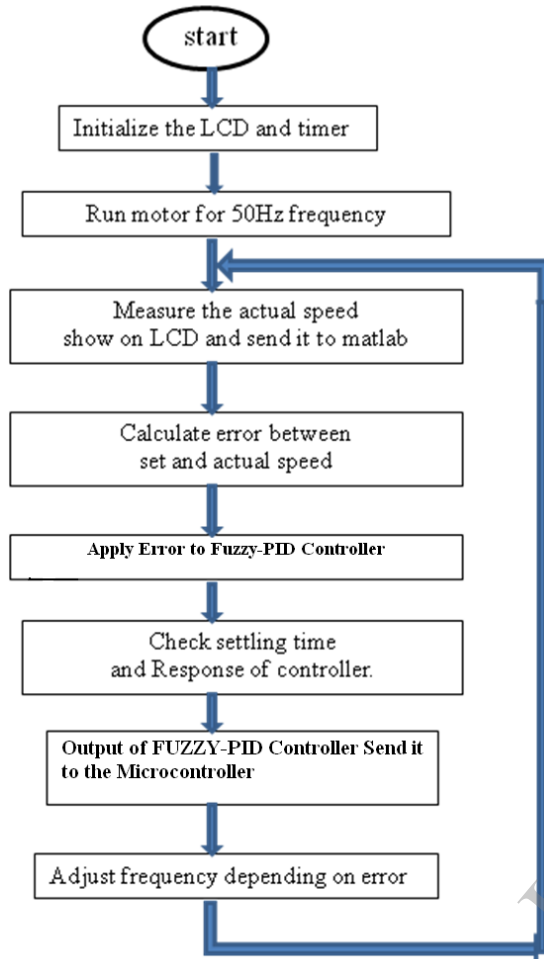 start
Initialize the LCD and timer
Run motor for 50Hz frequency
Measure the actual speed
show on LCD and send it to matlab
Calculate error between
set and actual speed
Apply Error to Fuzzy-PID Controller
Check settling time
and Response of controller.
Output of FUZZY-PID Controller Send it
to the Microcontroller
Adjust frequency depending on error